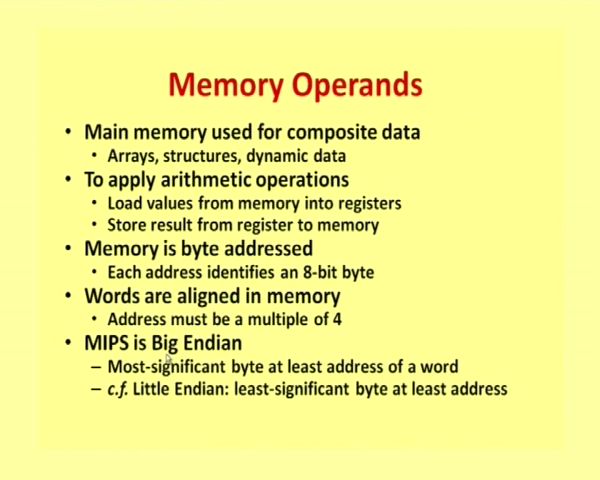 Memory Operands
• Main memory used for composite data
• Arrays, structures, dynamic data
• To apply arithmetic operations
• Load values from memory into registers
• Store result from register to memory
• Memory is byte addressed
• Each address identifies an 8-bit byte
• Words are aligned in memory
• Address must be a multiple of 4
• MIPS is Big Endian
– Most-significant byte at least address of a word
– c.f. Little Endian: least-significant byte at least address